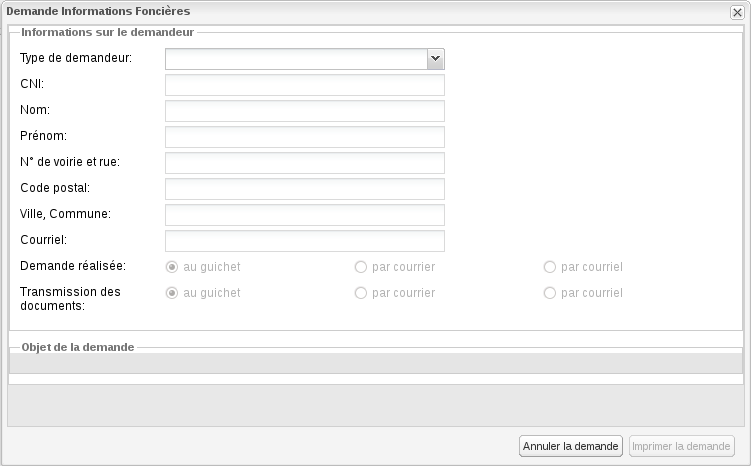 Demande Informations Foncières
Informations sur le demandeur
Type de demandeur:
CNI:
Nom:
Prénom:
N° de voirie et rue:
Code postal:
Ville, Commune:
Courriel:
Demande réalisée: au guichet par courrier par courriel
Transmission des documents: au guichet par courrier par courriel
Objet de la demande
Annuler la demande Imprimer la demande